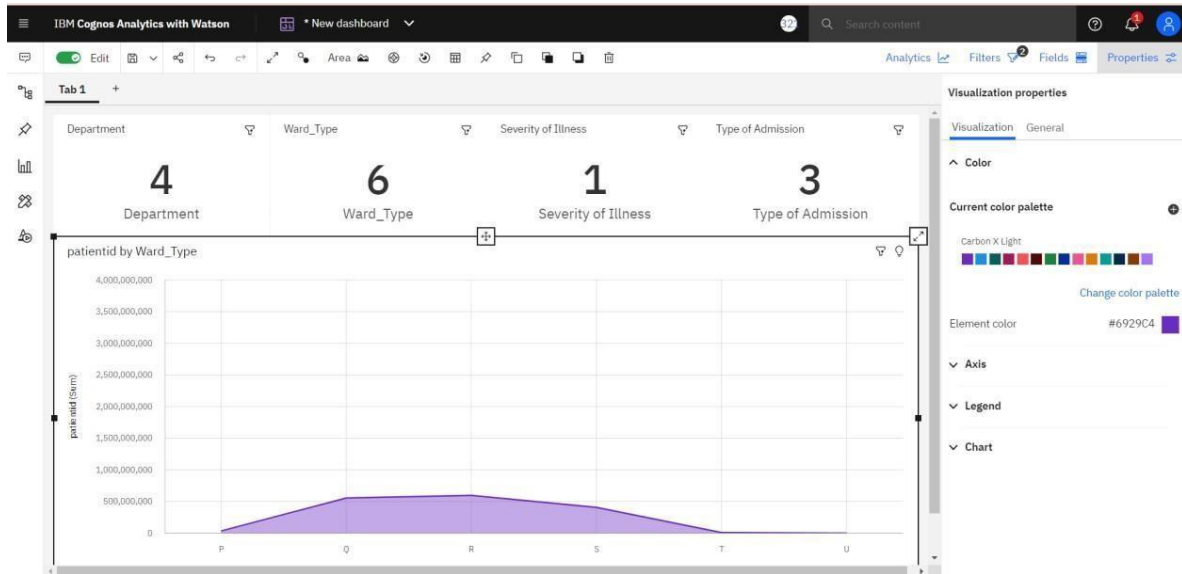 IBM Cognos Analytics with Watson
* New dashboard
Search content
1
Edit
Area
Analytics
Filters
2
Fields
Properties
Tab 1
+
Department
Ward_Type
Severity of Illness
Type of Admission
4
6
1
3
Department
Ward_Type
Severity of Illness
Type of Admission
patientid by Ward_Type
4,000,000,000
3,500,000,000
3,000,000,000
2,500,000,000
2,000,000,000
1,500,000,000
1,000,000,000
500,000,000
0
patientid (Sum)
P
Q
R
S
T
U
Visualization properties
Visualization
General
Color
Current color palette
Carbon X Light
Change color palette
Element color
#6929C4
Axis
Legend
Chart